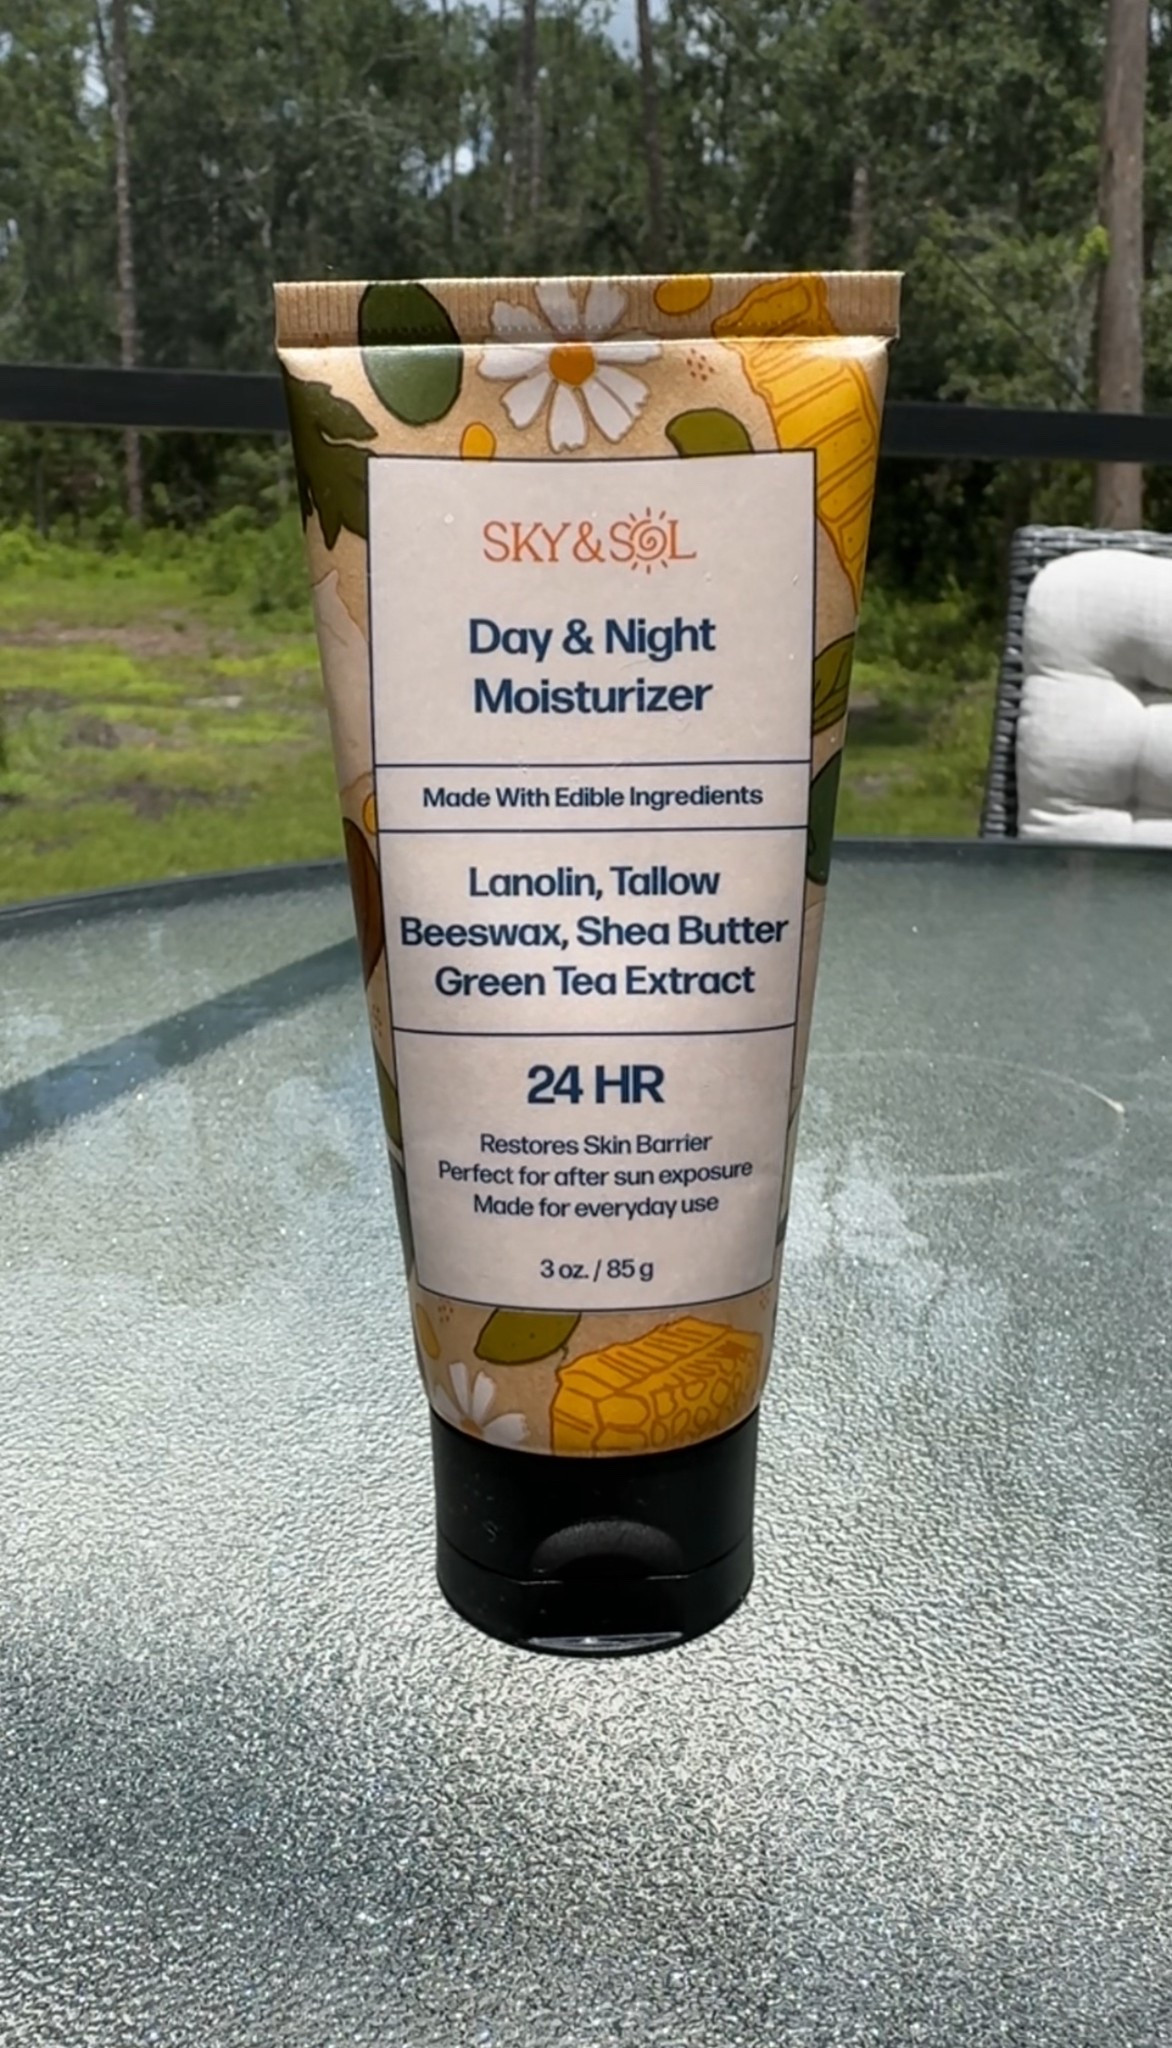 SKY & SOL
Day & Night
Moisturizer
Made With Edible Ingredients
Lanolin, Tallow
Beeswax, Shea Butter
Green Tea Extract
24 HR
Restores Skin Barrier
Perfect for after sun exposure
Made for everyday use
3 oz. / 85 g